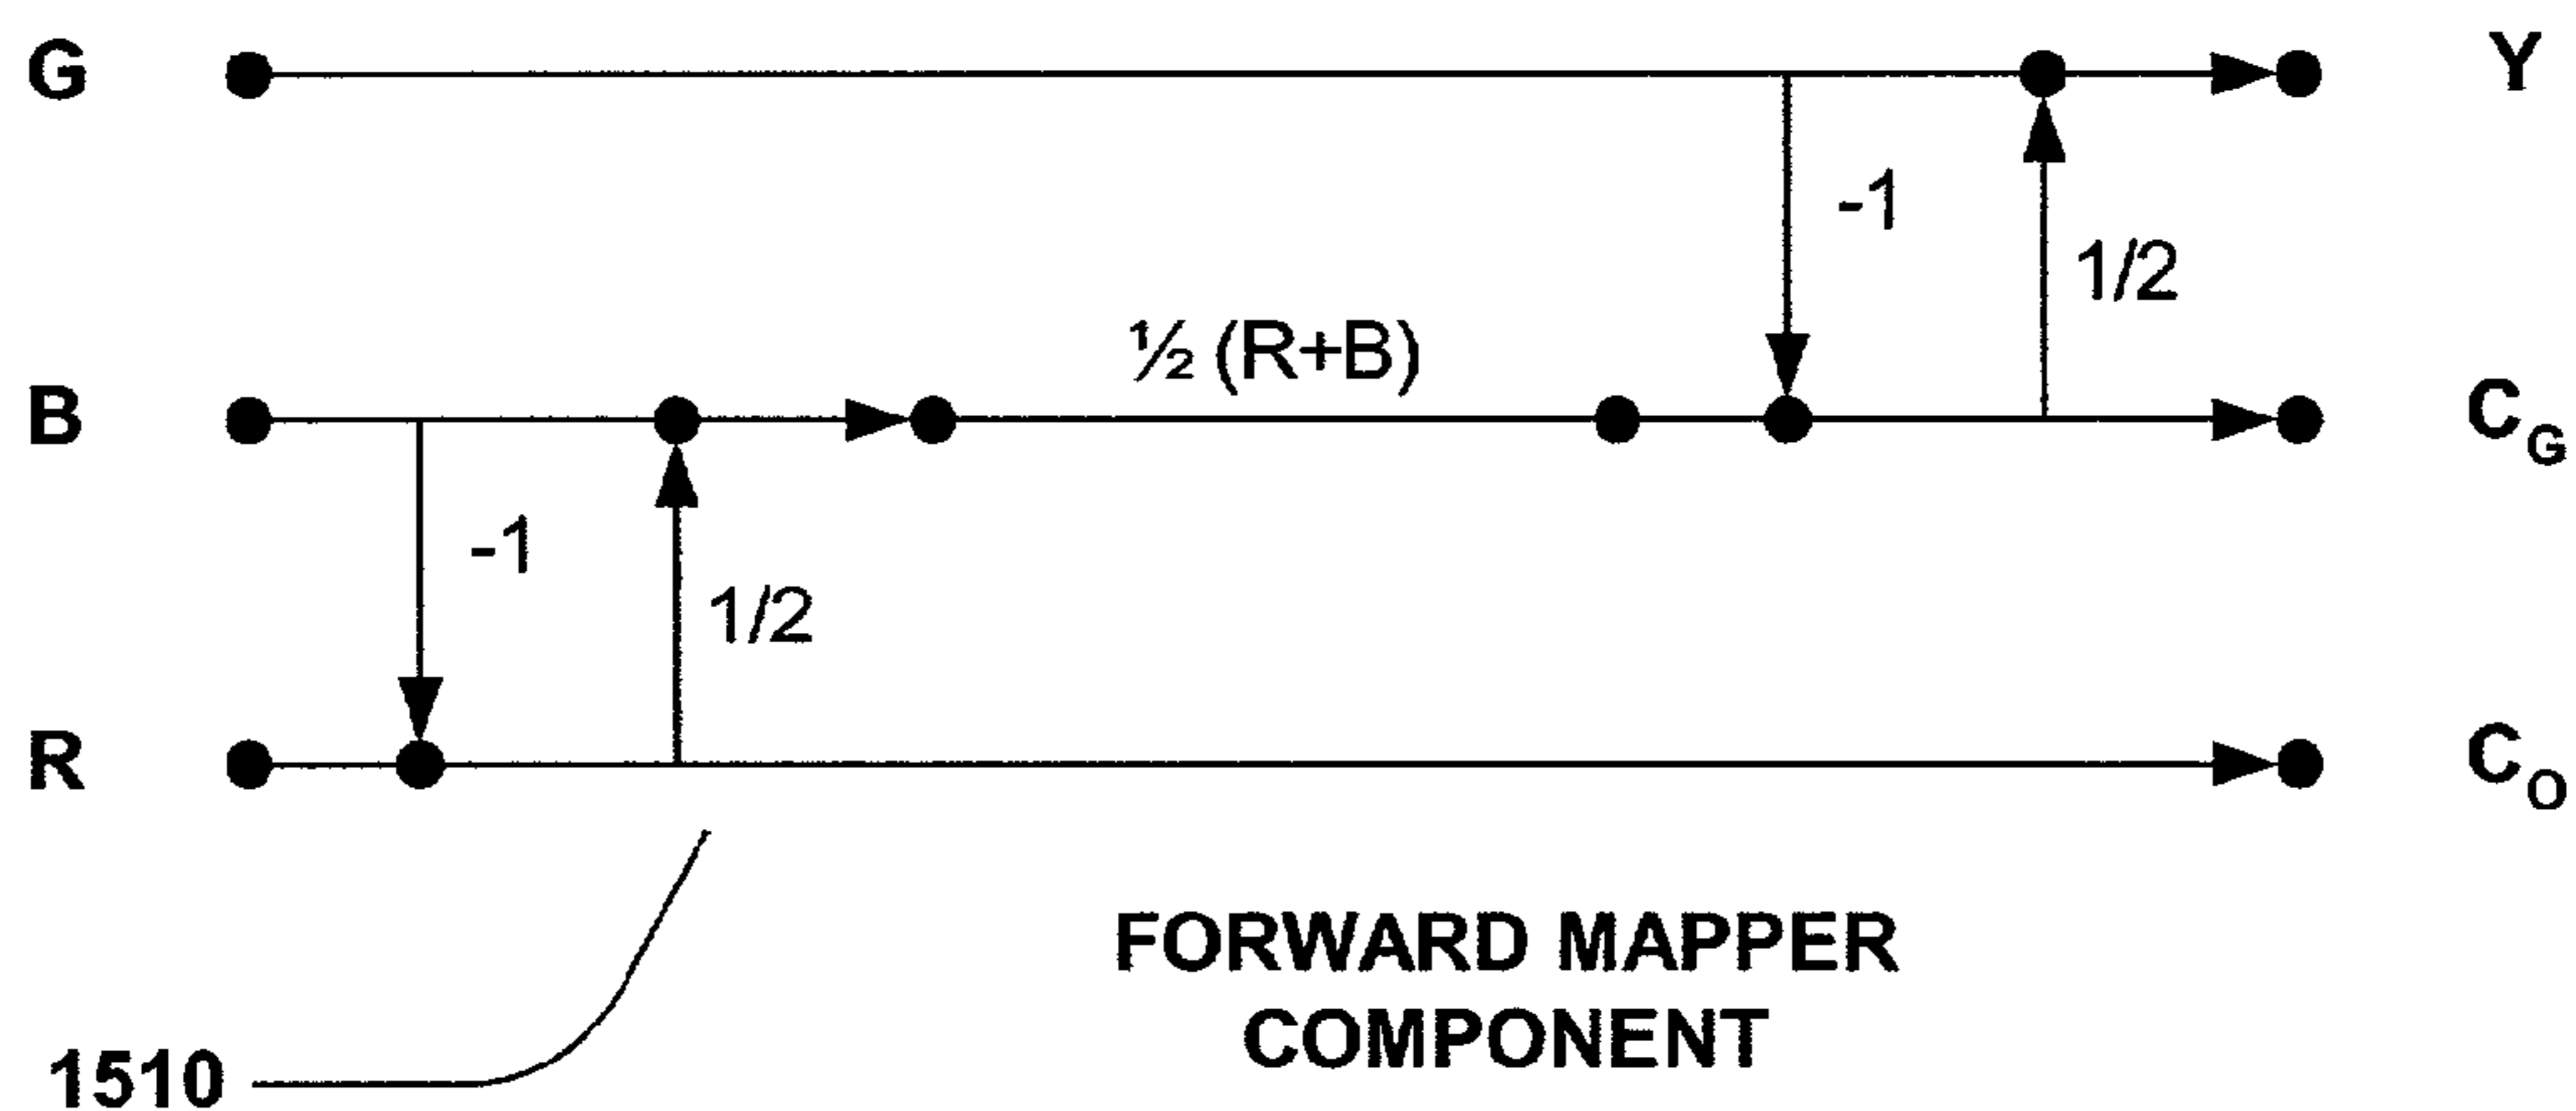 G
Y
-1
1/2
½ (R+B)
B
C_G
-1
1/2
R
C_O
FORWARD MAPPER
COMPONENT
1510